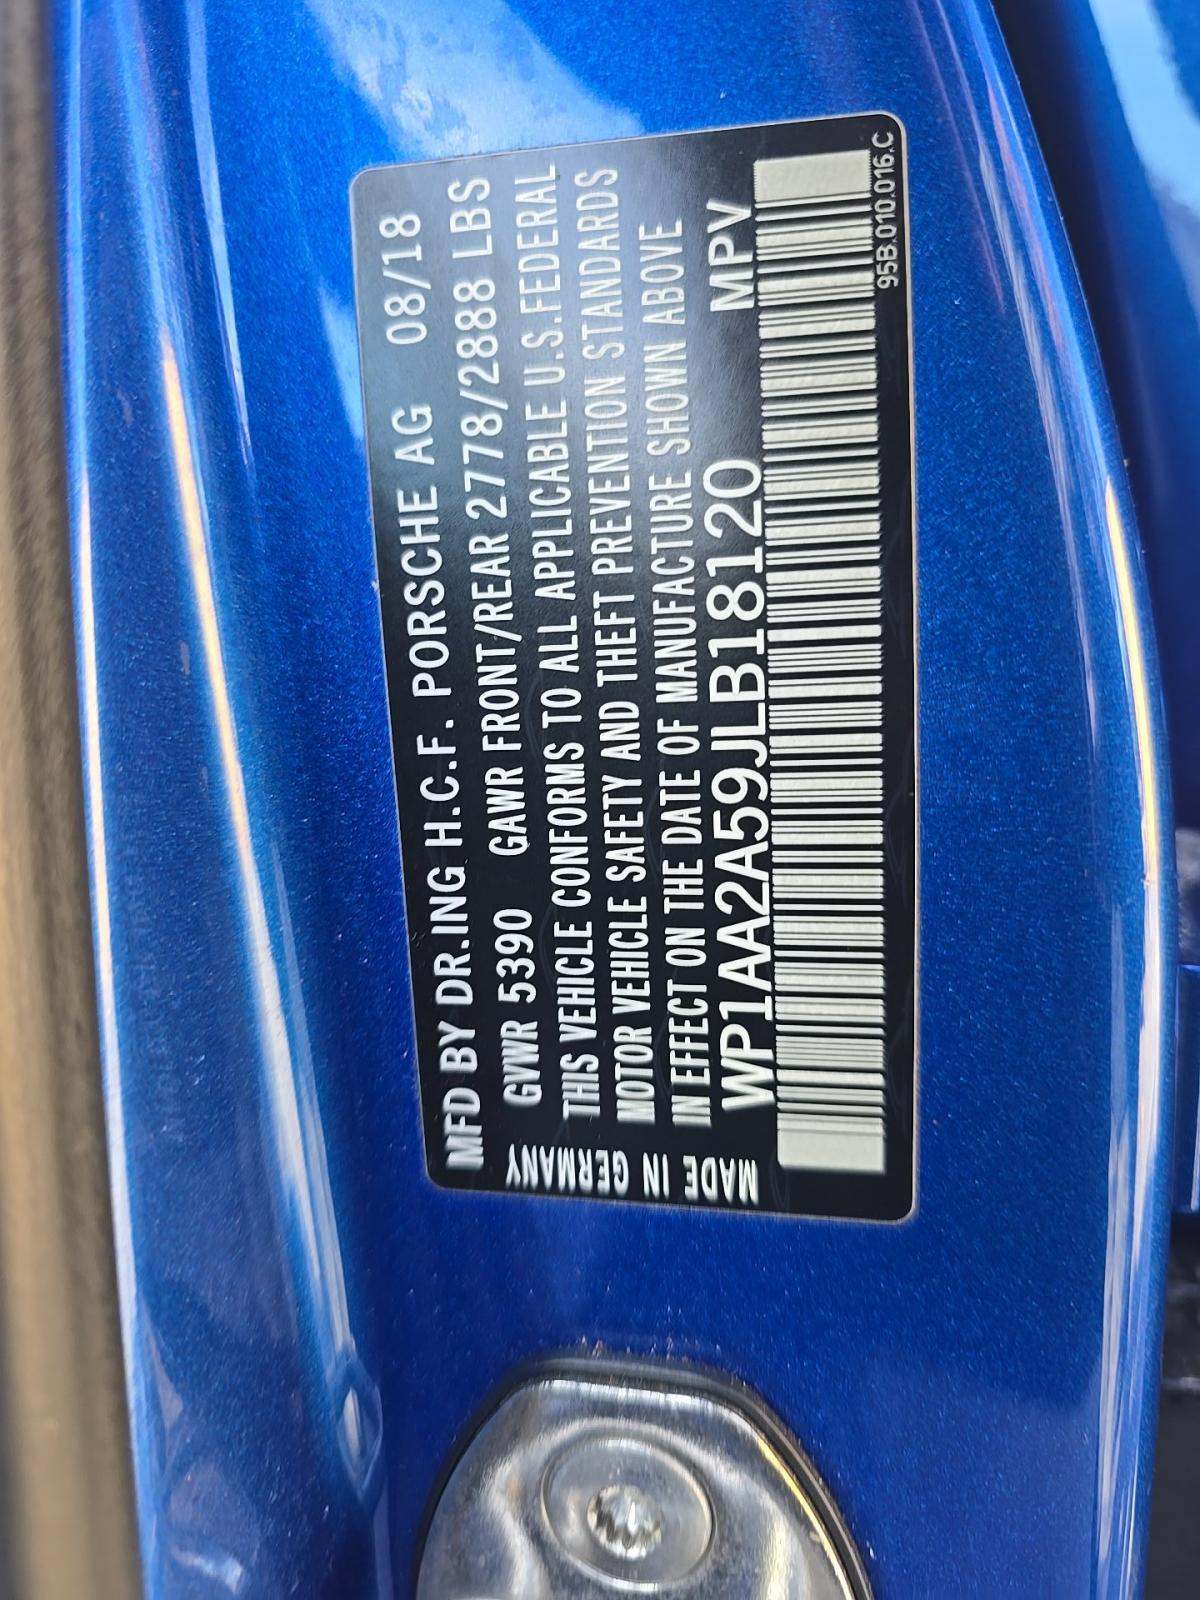 MFD BY DR.ING H.C.F. PORSCHE AG 08/18
GVWR 5390 GAWR FRONT/REAR 2778/2888 LBS
THIS VEHICLE CONFORMS TO ALL APPLICABLE U.S.FEDERAL
MOTOR VEHICLE SAFETY AND THEFT PREVENTION STANDARDS
IN EFFECT ON THE DATE OF MANUFACTURE SHOWN ABOVE
WP1AA2A59JLB18120 MPV
MADE IN GERMANY
95B.010.016.C